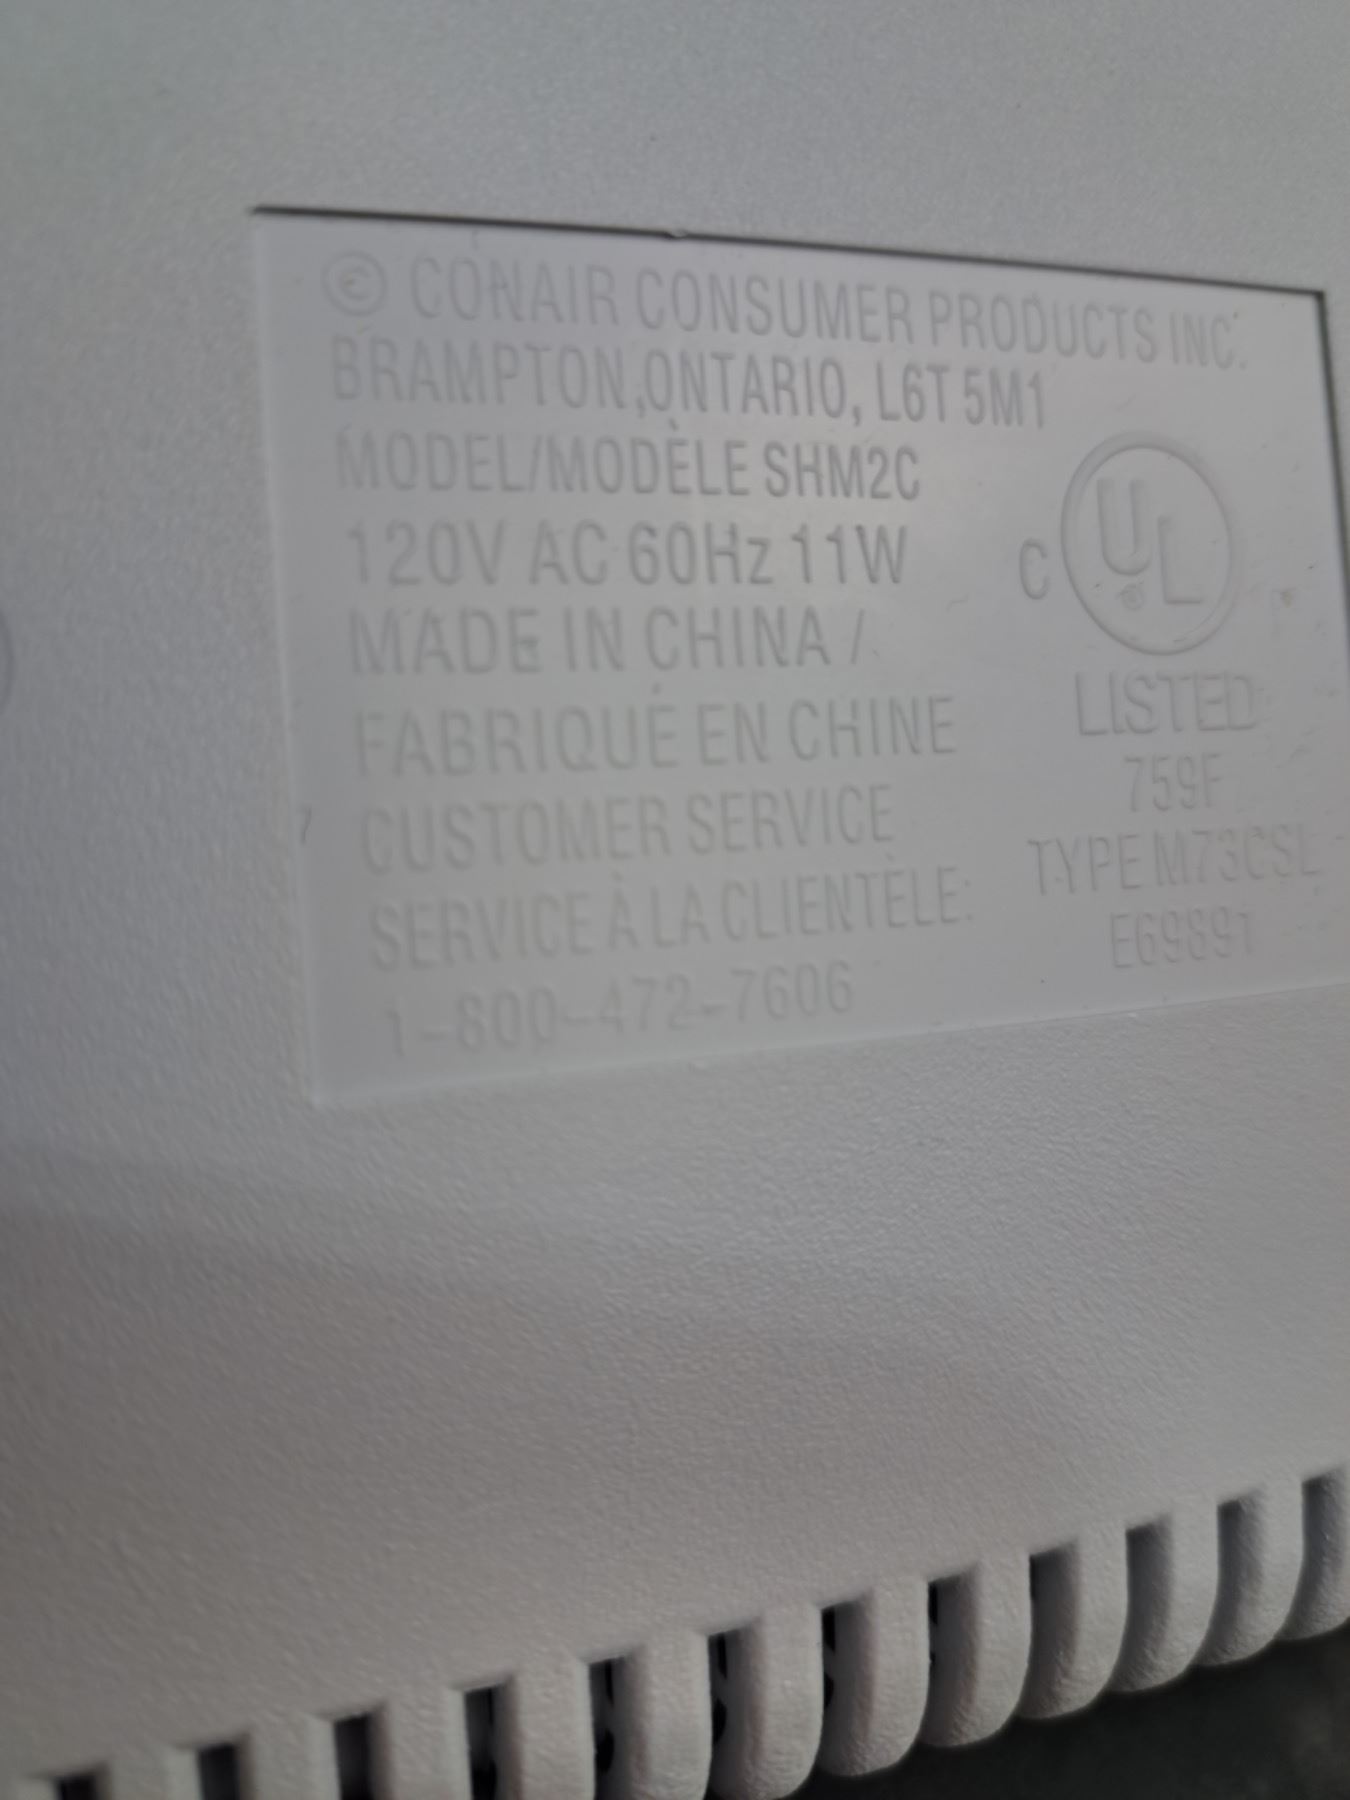 © CONAIR CONSUMER PRODUCTS INC.
BRAMPTON,ONTARIO, L6T 5M1
MODEL/MODÈLE SHM2C
120V AC 60Hz 11W
MADE IN CHINA /
FABRIQUÉ EN CHINE
CUSTOMER SERVICE
SERVICE À LA CLIENTÈLE:
1-800-472-7606
C UL
LISTED
759F
TYPE M73CSL
E69891